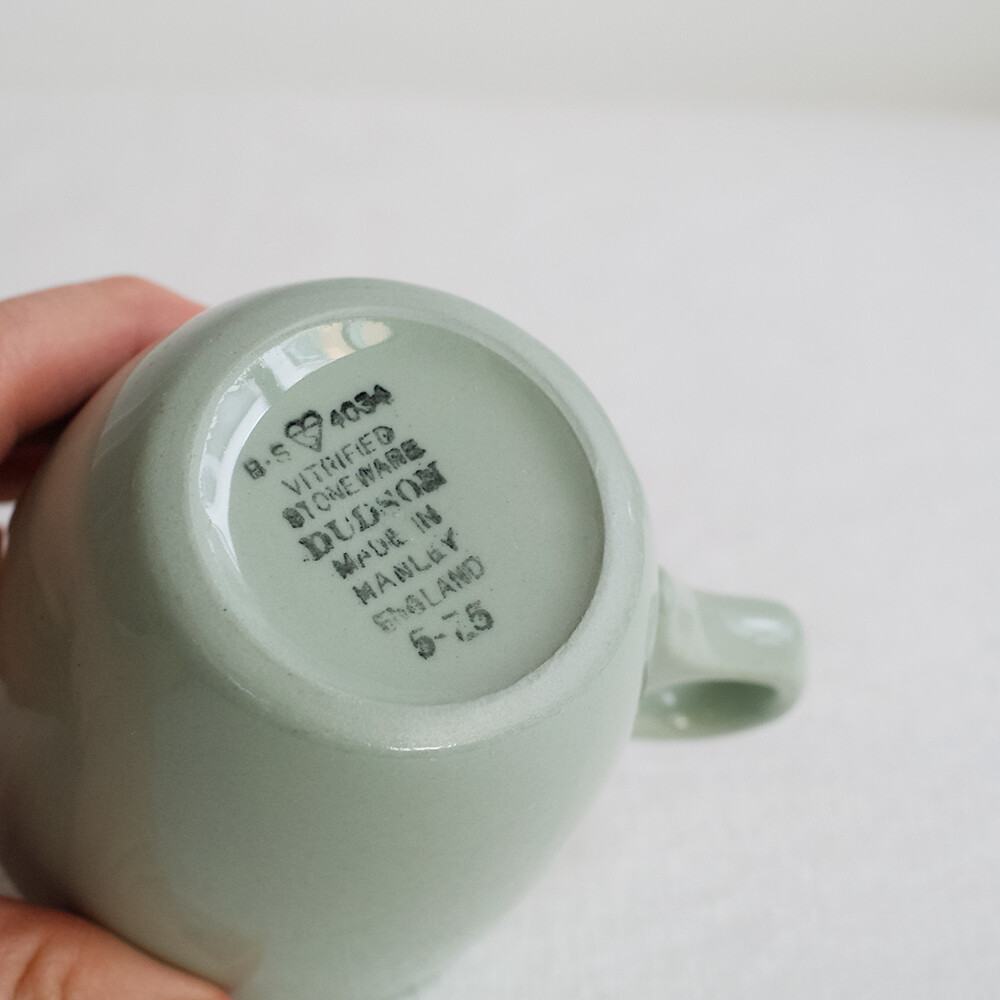 B·S 4034
VITRIFIED
STONEWARE
DUDSON
MADE IN
HANLEY
ENGLAND
5-75